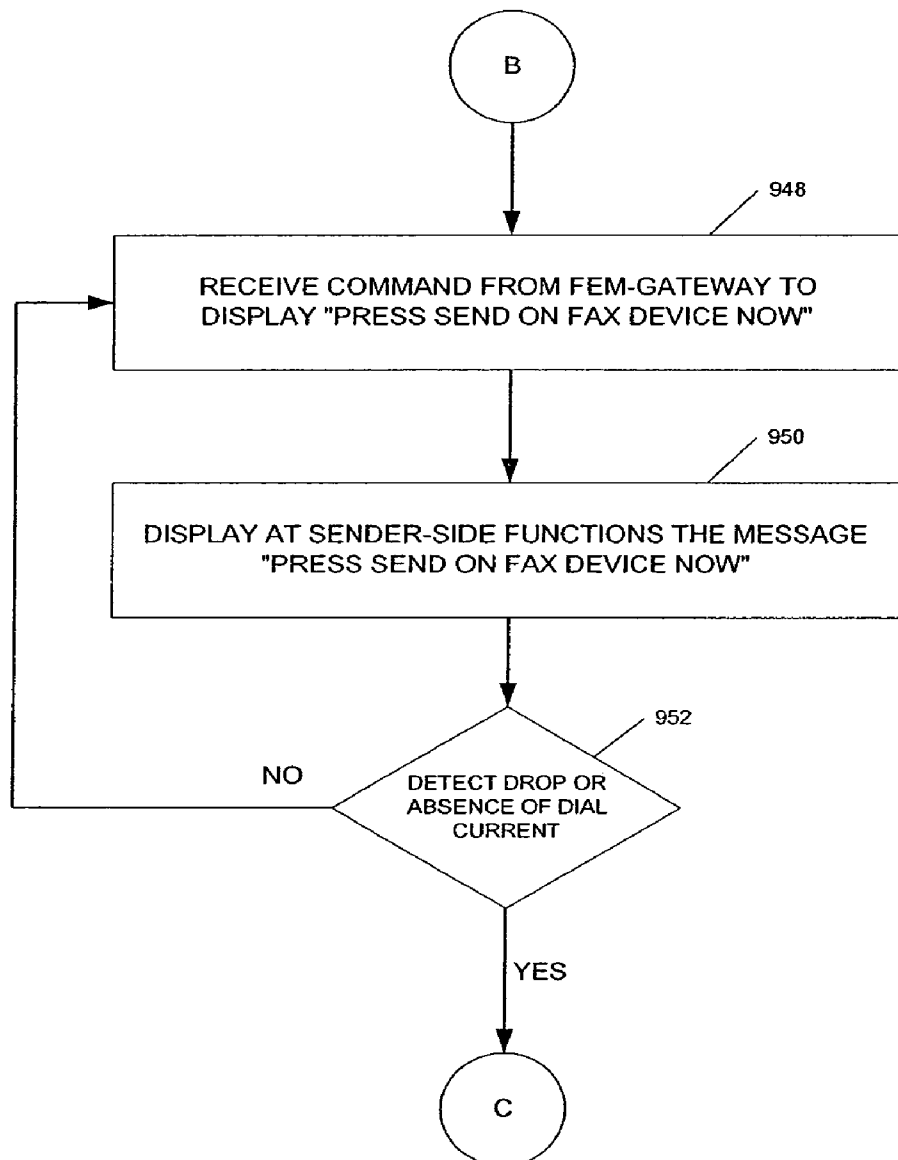 B
948
RECEIVE COMMAND FROM FEM-GATEWAY TO
DISPLAY "PRESS SEND ON FAX DEVICE NOW"
950
DISPLAY AT SENDER-SIDE FUNCTIONS THE MESSAGE
"PRESS SEND ON FAX DEVICE NOW"
952
NO
DETECT DROP OR
ABSENCE OF DIAL
CURRENT
YES
C